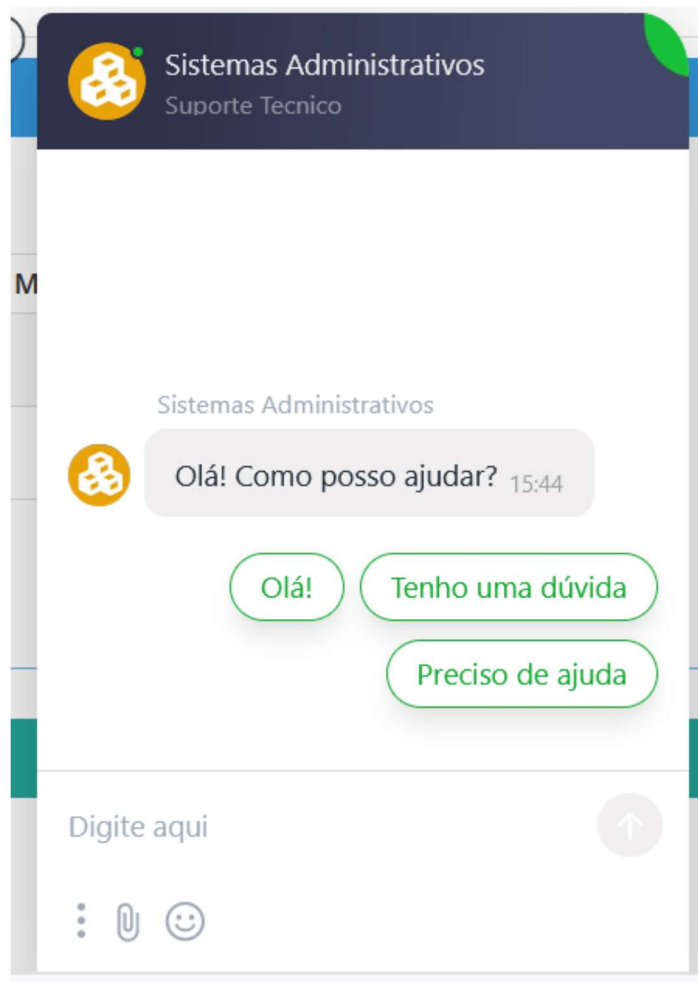 Sistemas Administrativos
Suporte Tecnico
M
Sistemas Administrativos
Olá! Como posso ajudar? 15:44
Olá! Tenho uma dúvida
Preciso de ajuda
Digite aqui